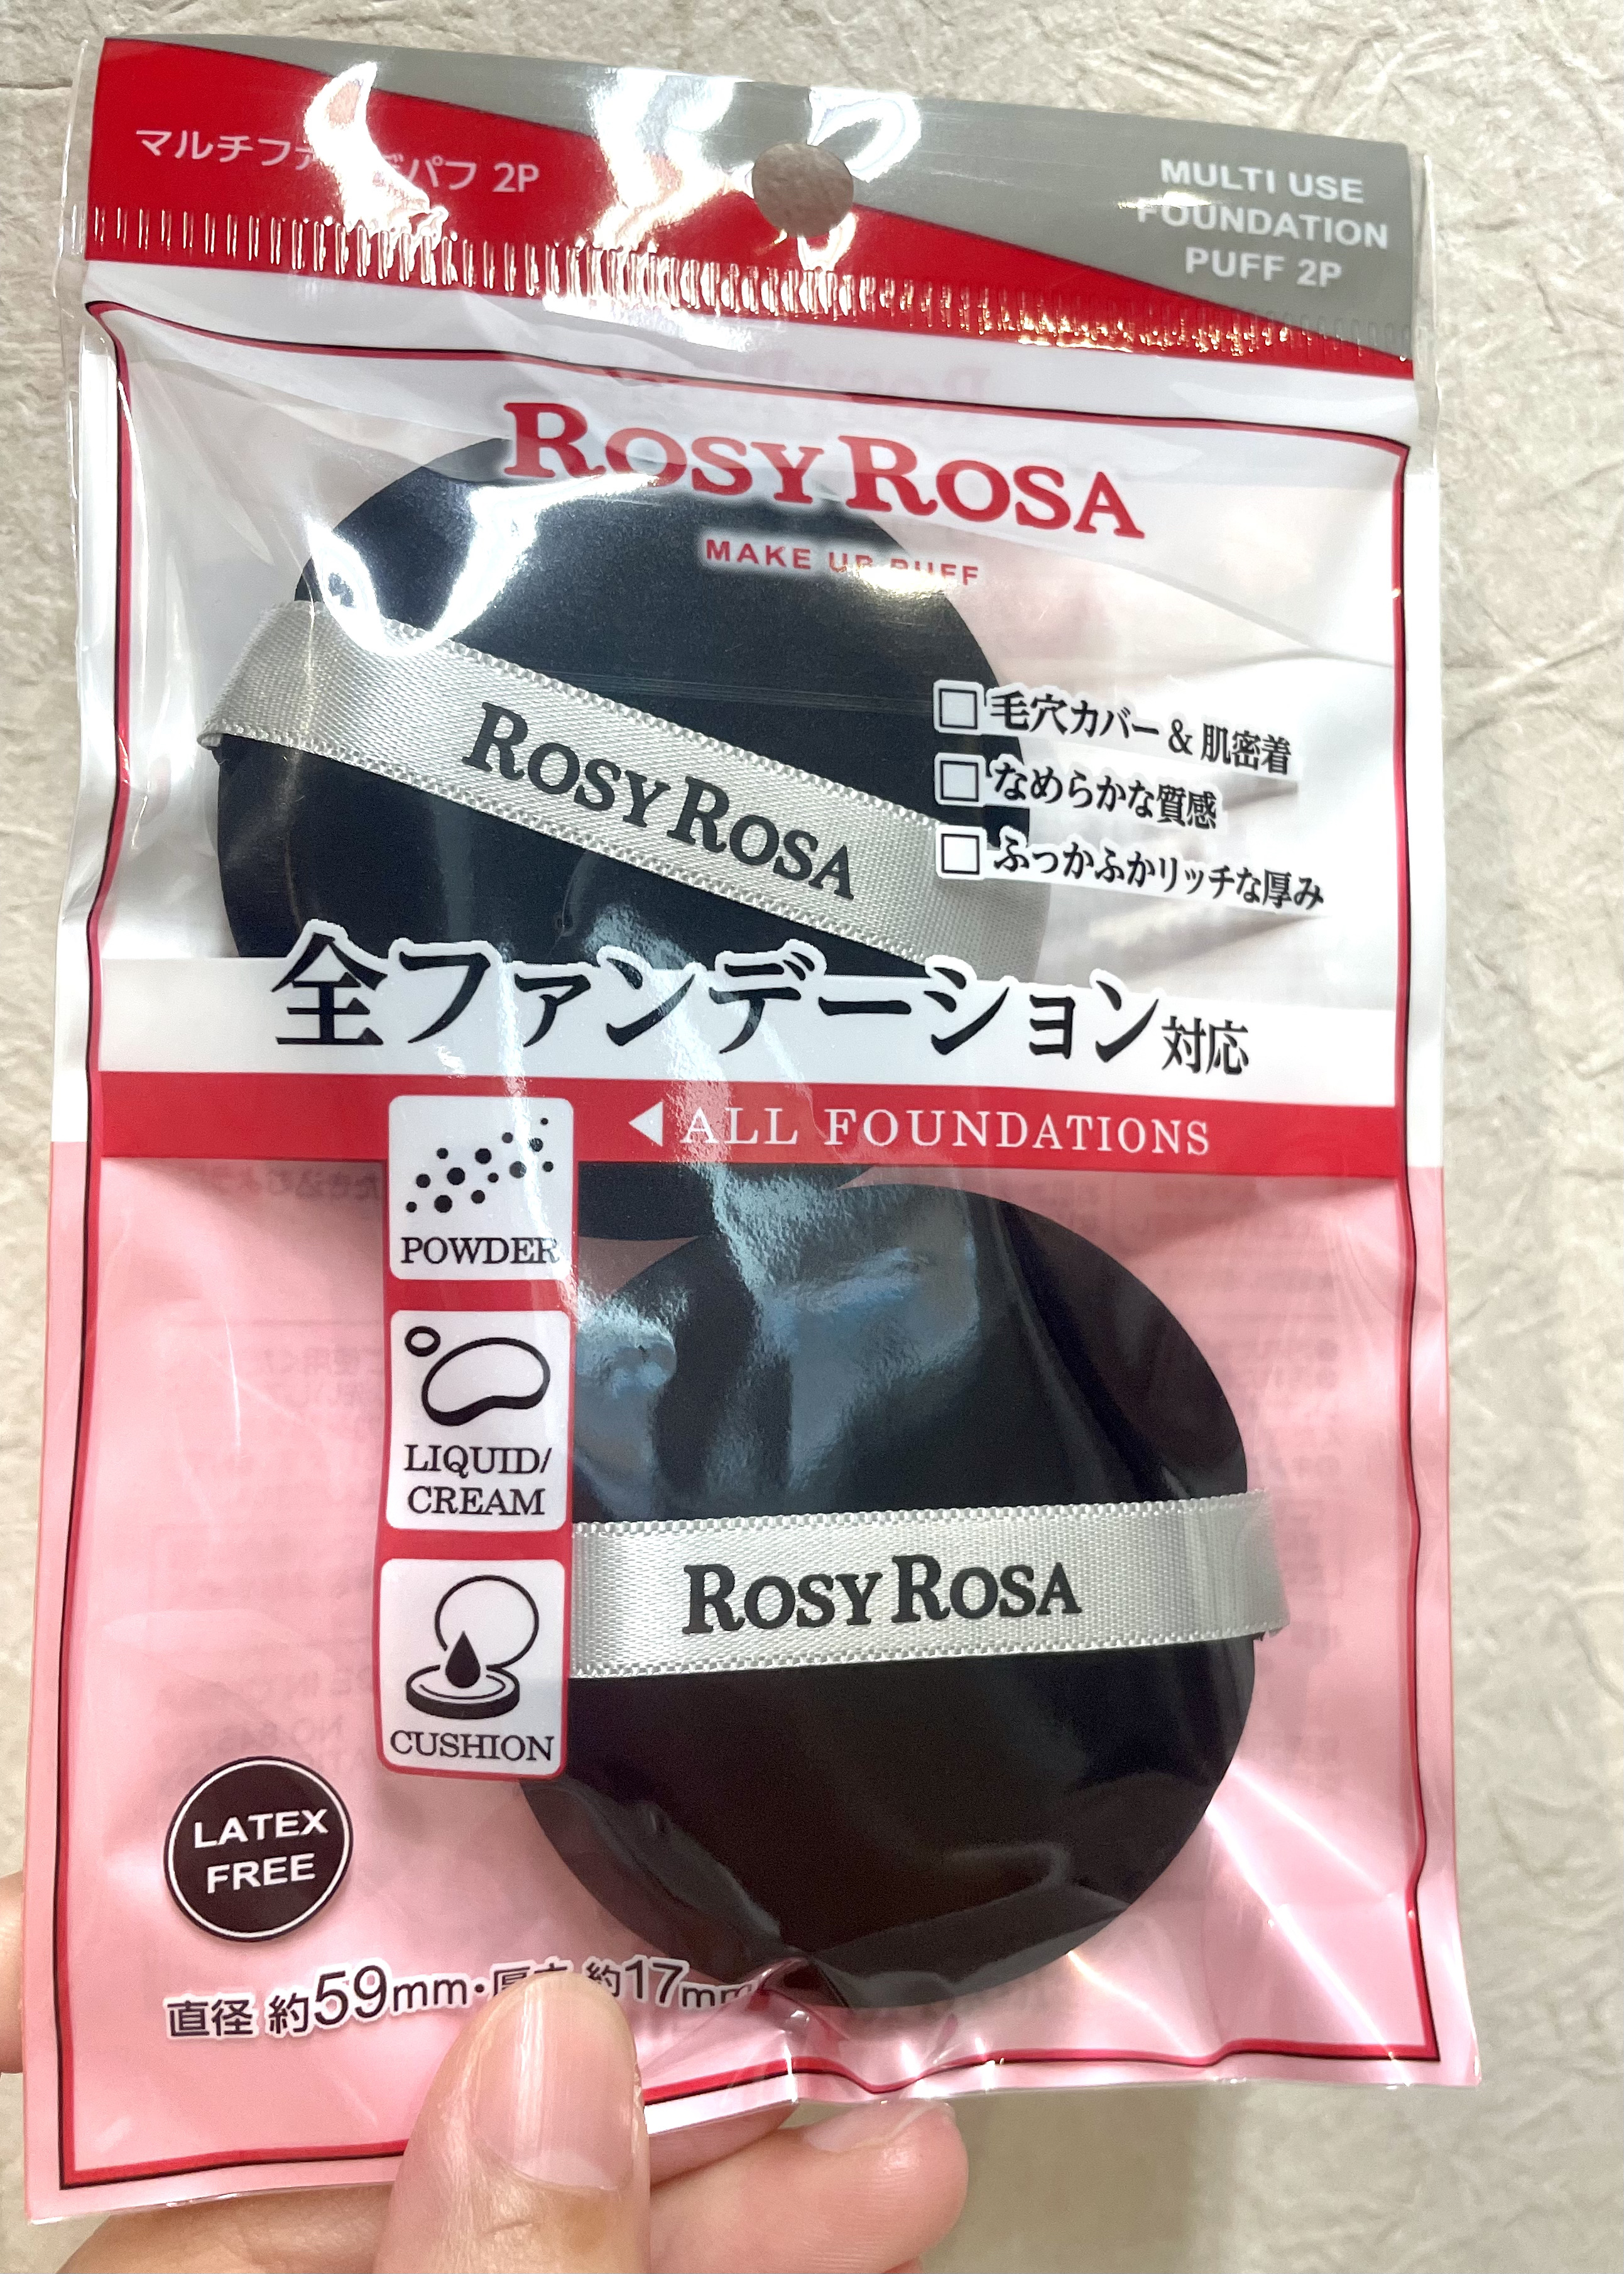 マルチファンデパフ 2P
MULTI USE
FOUNDATION
PUFF 2P
ROSY ROSA
MAKE UP PUFF
ROSY ROSA
□ 毛穴カバー & 肌密着
□ なめらかな質感
□ ふっかふかリッチな厚み
全ファンデーション対応
◀ALL FOUNDATIONS
POWDER
LIQUID/
CREAM
ROSY ROSA
CUSHION
LATEX
FREE
直径 約59mm・厚み 約17mm